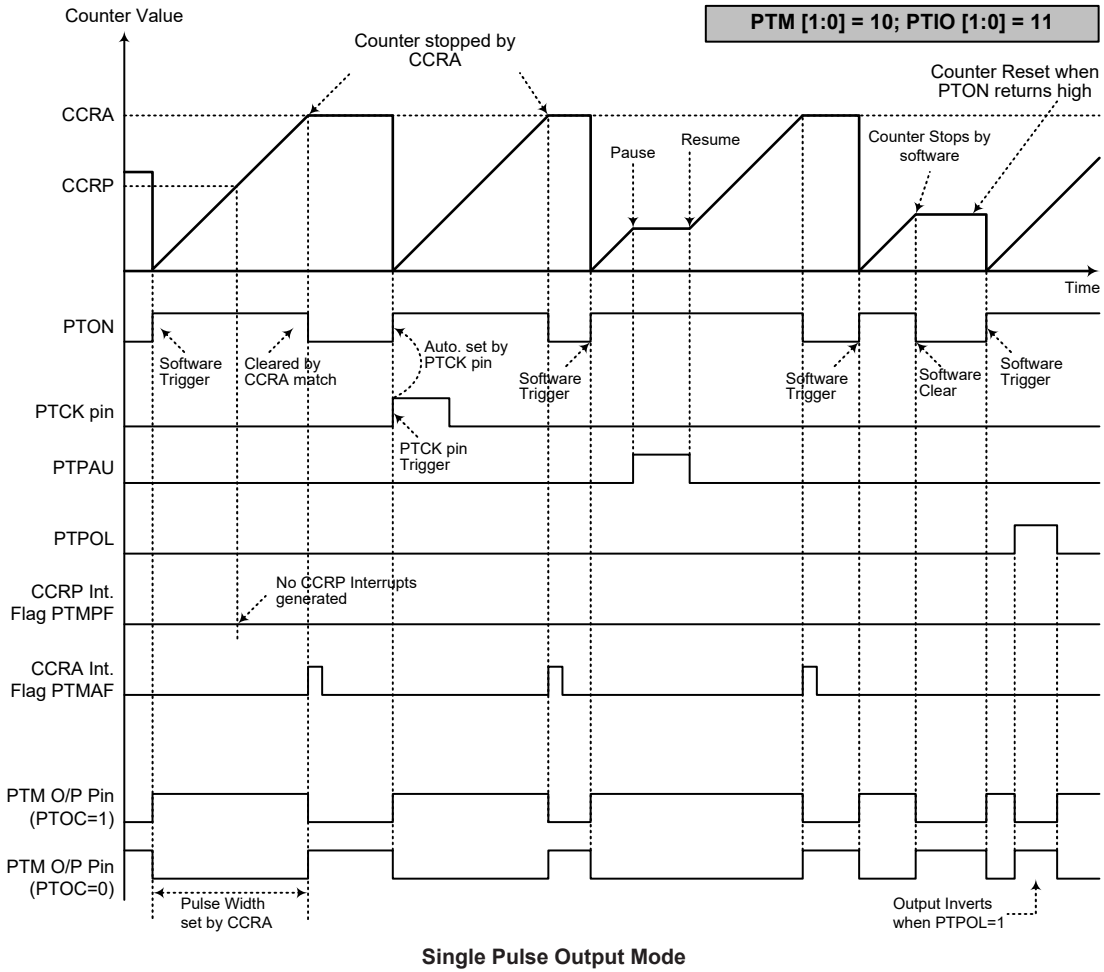 Counter Value
PTM [1:0] = 10; PTIO [1:0] = 11
Counter stopped by
CCRA
Counter Reset when
PTON returns high
CCRA
Pause
Resume
Counter Stops by
software
CCRP
Time
PTON
Software
Trigger
Cleared by
CCRA match
Auto. set by
PTCK pin
Software
Trigger
Software
Trigger
Software
Clear
Software
Trigger
PTCK pin
PTCK pin
Trigger
PTPAU
PTPOL
CCRP Int.
Flag PTMPF
No CCRP Interrupts
generated
CCRA Int.
Flag PTMAF
PTM O/P Pin
(PTOC=1)
PTM O/P Pin
(PTOC=0)
Pulse Width
set by CCRA
Output Inverts
when PTPOL=1
Single Pulse Output Mode